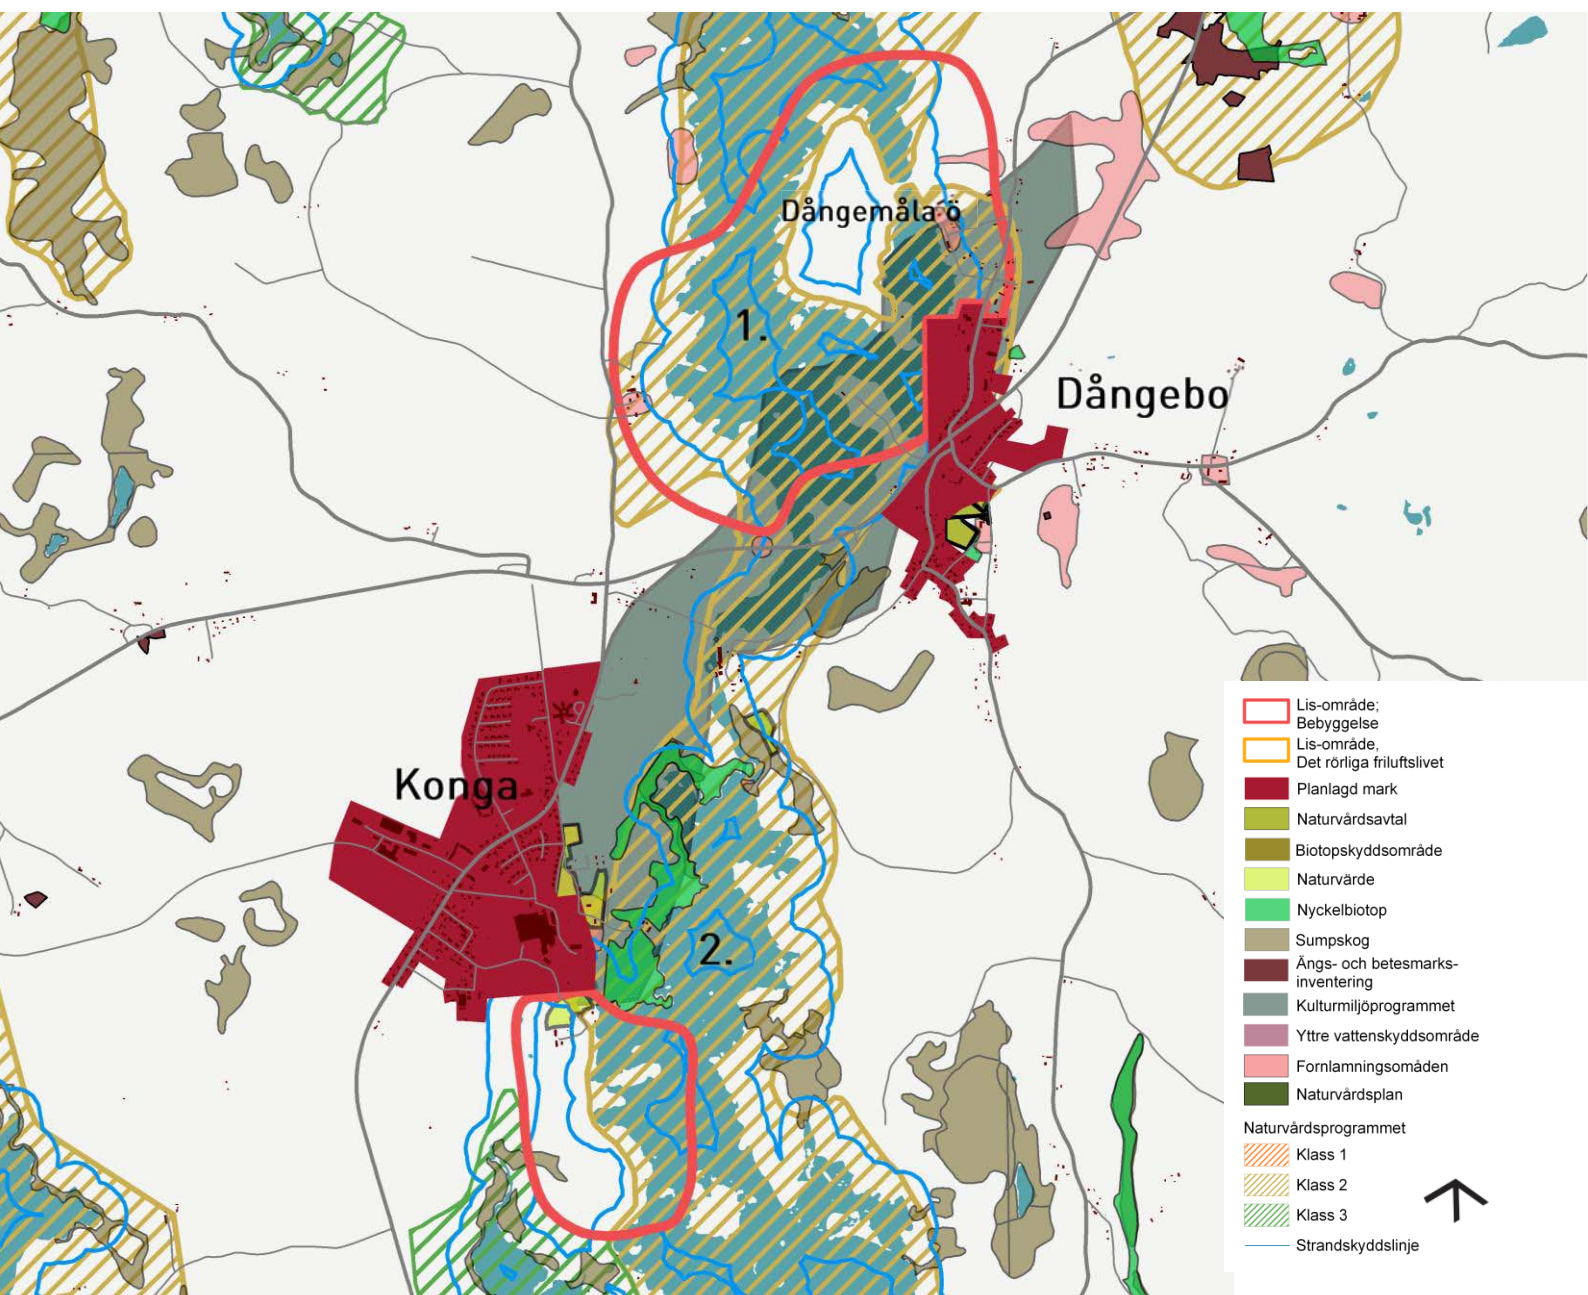 Dångemåla ö
1.
Dångebo
Konga
2.
Lis-område;
Bebyggelse
Lis-område,
Det rörliga friluftslivet
Planlagd mark
Naturvårdsavtal
Biotopskyddsområde
Naturvärde
Nyckelbiotop
Sumpskog
Ängs- och betesmarks-
inventering
Kulturmiljöprogrammet
Yttre vattenskyddsområde
Fornlamningsomåden
Naturvårdsplan
Naturvårdsprogrammet
Klass 1
Klass 2
Klass 3
Strandskyddslinje